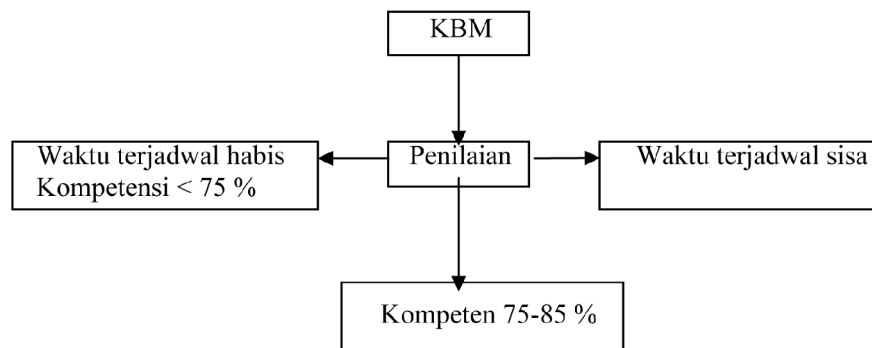 KBM
Waktu terjadwal habis
Kompetensi < 75 %
Penilaian
Waktu terjadwal sisa
Kompeten 75-85 %